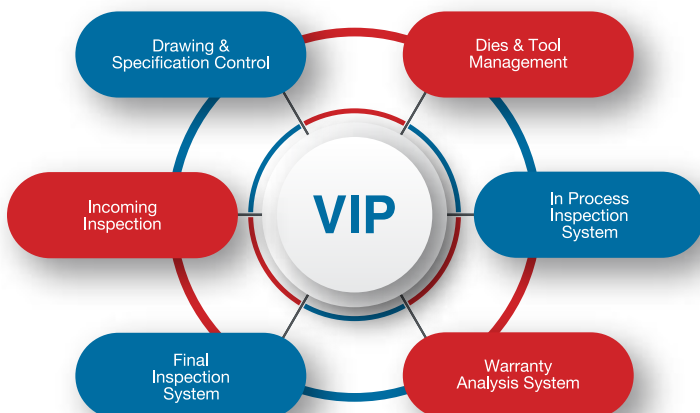 Drawing &
Specification Control
Dies & Tool
Management
Incoming
Inspection
VIP
In Process
Inspection
System
Final
Inspection
System
Warranty
Analysis System